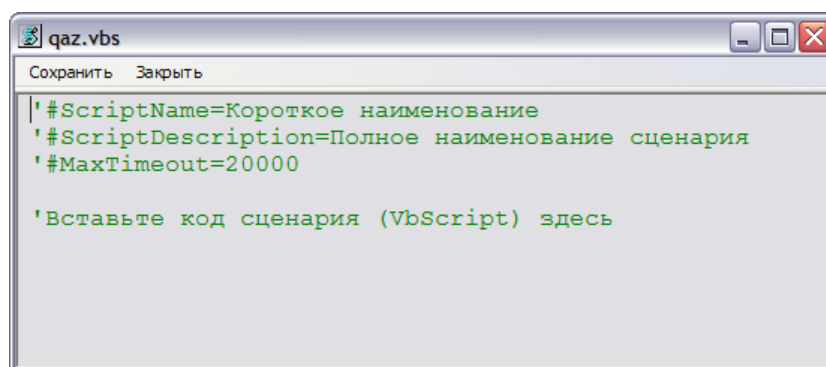 qaz.vbs
Сохранить Закрыть
'#ScriptName=Короткое наименование
'#ScriptDescription=Полное наименование сценария
'#MaxTimeout=20000
'Вставьте код сценария (VbScript) здесь